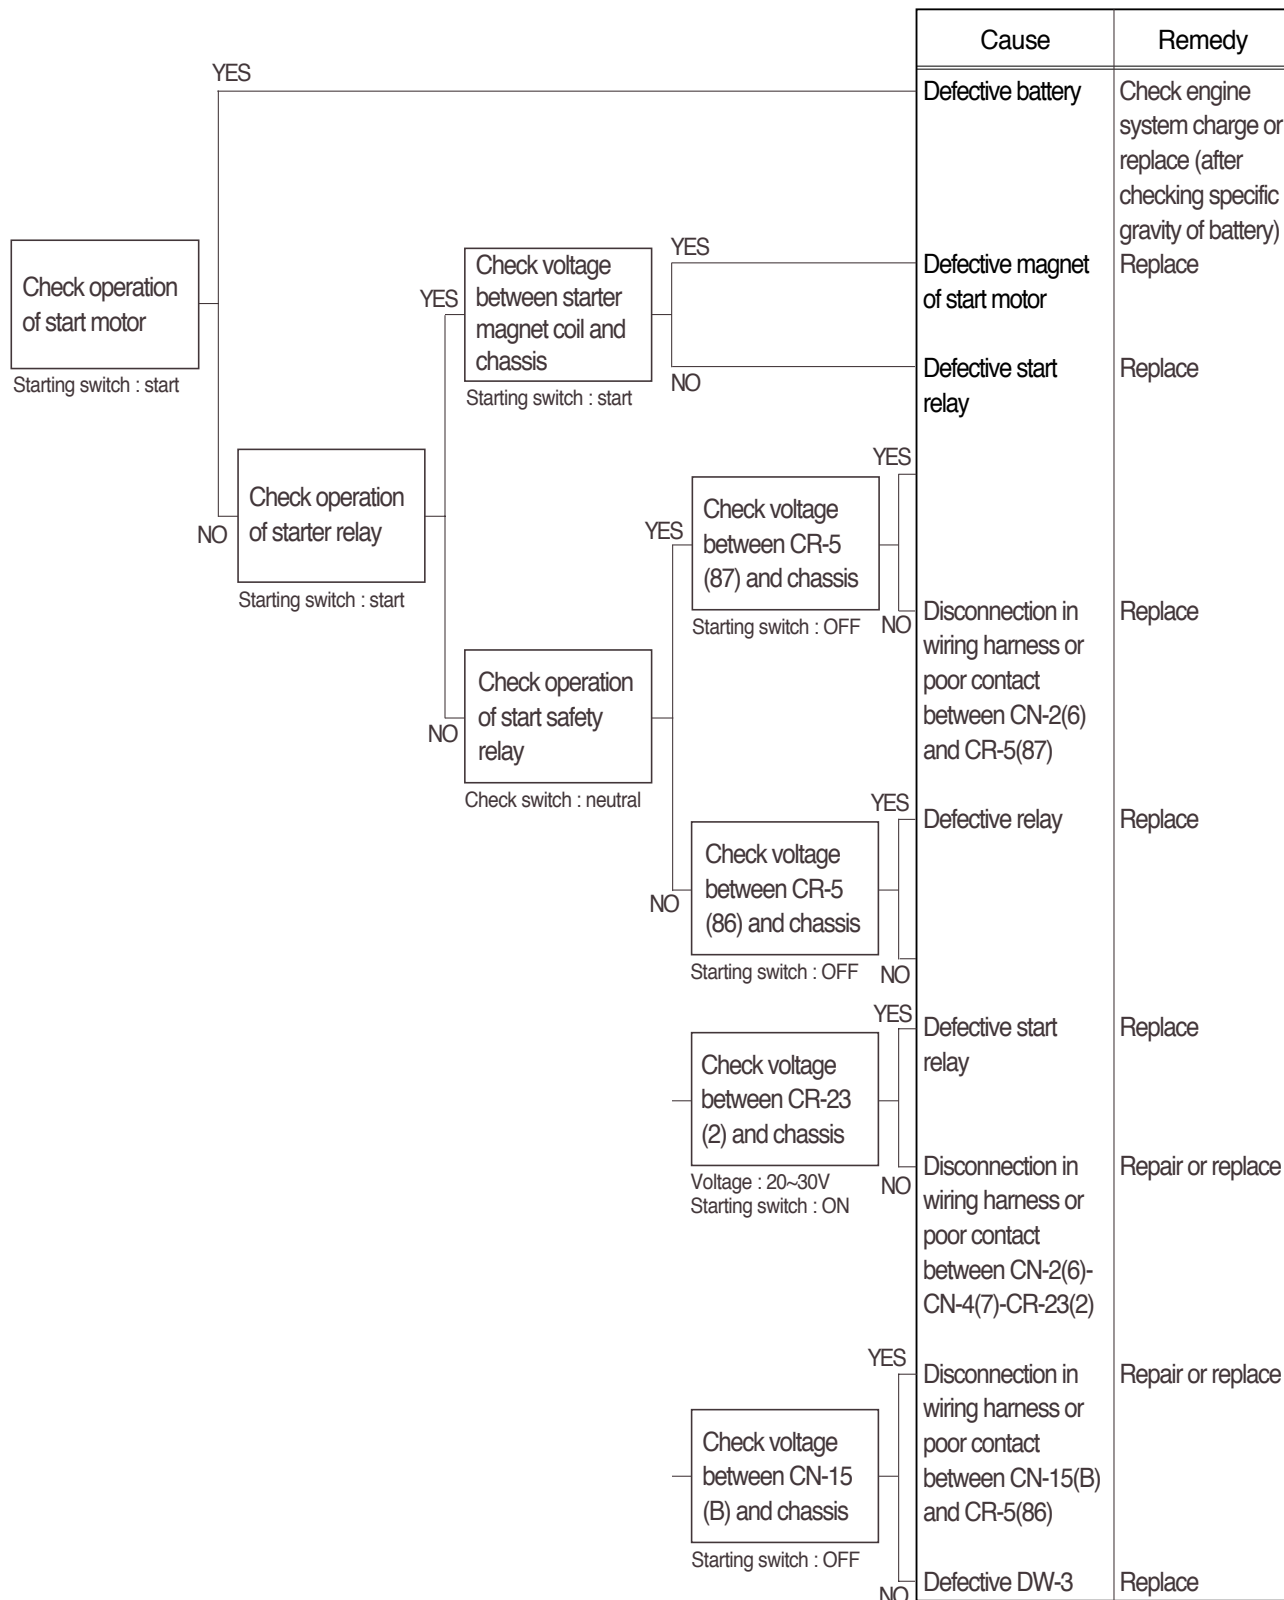 Cause
Remedy
YES
Defective battery
Check engine
system charge or
replace (after
checking specific
gravity of battery)
Check operation
of start motor
Starting switch : start
YES
Check voltage
between starter
magnet coil and
chassis
Starting switch : start
YES
Defective magnet
of start motor
Replace
NO
Defective start
relay
Replace
NO
Check operation
of starter relay
Starting switch : start
YES
YES
Check voltage
between CR-5
(87) and chassis
Starting switch : OFF
NO
Disconnection in
wiring harness or
poor contact
between CN-2(6)
and CR-5(87)
Replace
NO
Check operation
of start safety
relay
Check switch : neutral
YES
Defective relay
Replace
NO
Check voltage
between CR-5
(86) and chassis
Starting switch : OFF
NO
YES
Defective start
relay
Replace
Check voltage
between CR-23
(2) and chassis
Voltage : 20~30V
Starting switch : ON
NO
Disconnection in
wiring harness or
poor contact
between CN-2(6)-
CN-4(7)-CR-23(2)
Repair or replace
YES
Disconnection in
wiring harness or
poor contact
between CN-15(B)
and CR-5(86)
Repair or replace
Check voltage
between CN-15
(B) and chassis
Starting switch : OFF
NO
Defective DW-3
Replace